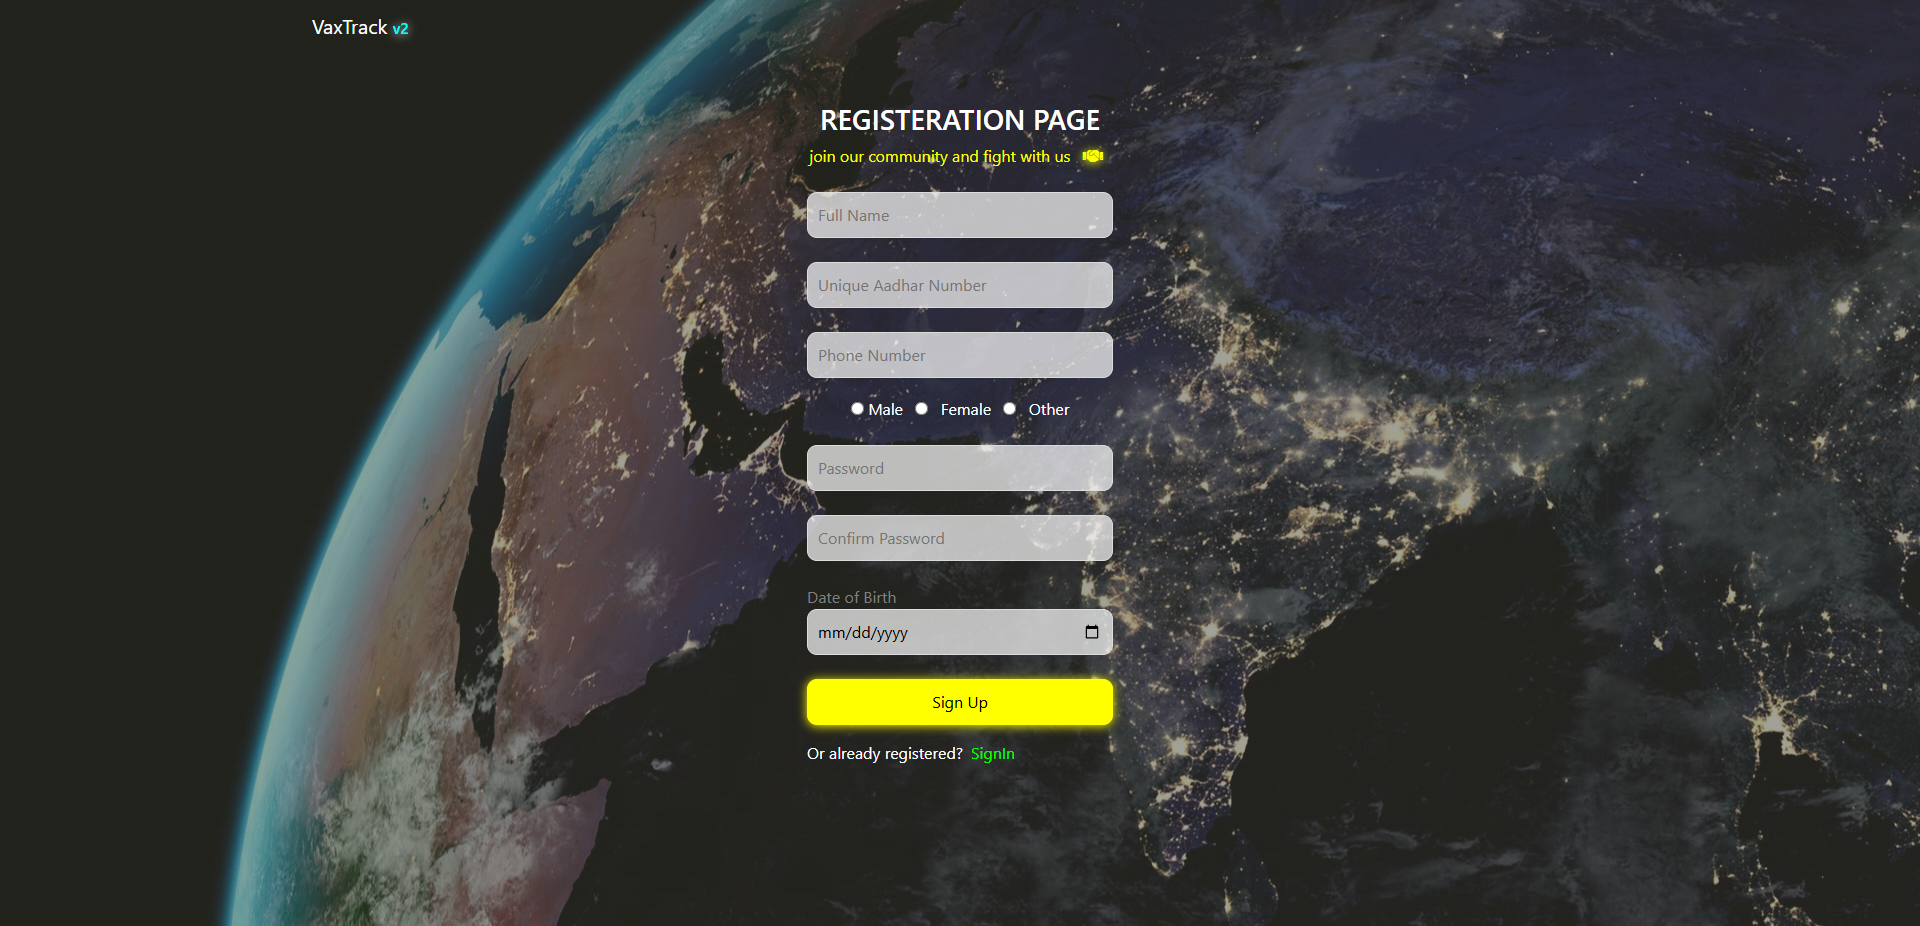 VaxTrack v2
REGISTERATION PAGE
join our community and fight with us
Full Name
Unique Aadhar Number
Phone Number
Male Female Other
Password
Confirm Password
Date of Birth
mm/dd/yyyy
Sign Up
Or already registered? SignIn